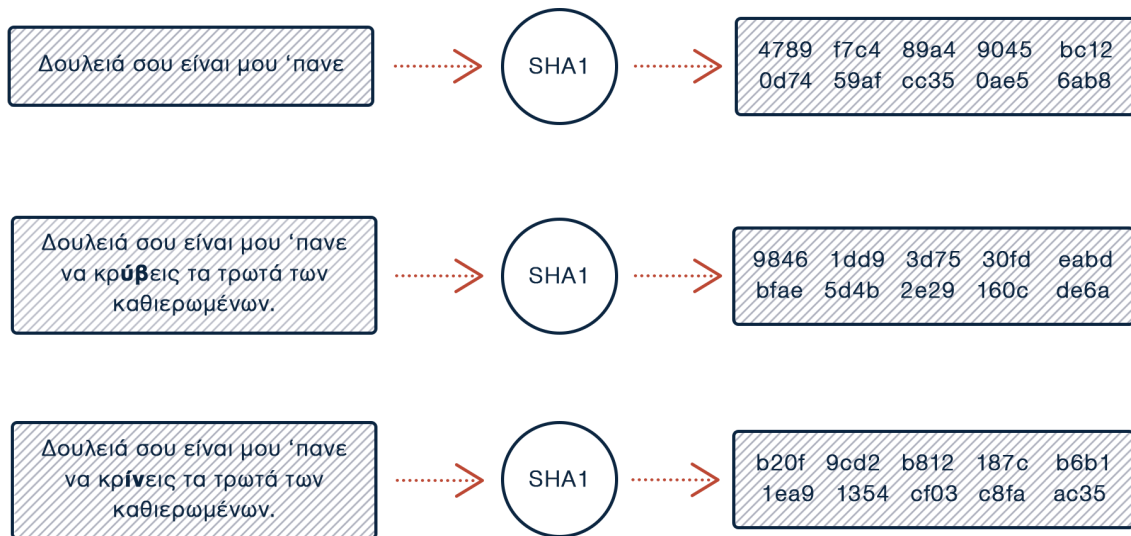 Δουλειά σου είναι μου ‘πανε
SHA1
4789 f7c4 89a4 9045 bc12
0d74 59af cc35 0ae5 6ab8
Δουλειά σου είναι μου ‘πανε
να κρύβεις τα τρωτά των
καθιερωμένων.
SHA1
9846 1dd9 3d75 30fd eabd
bfae 5d4b 2e29 160c de6a
Δουλειά σου είναι μου ‘πανε
να κρίνεις τα τρωτά των
καθιερωμένων.
SHA1
b20f 9cd2 b812 187c b6b1
1ea9 1354 cf03 c8fa ac35